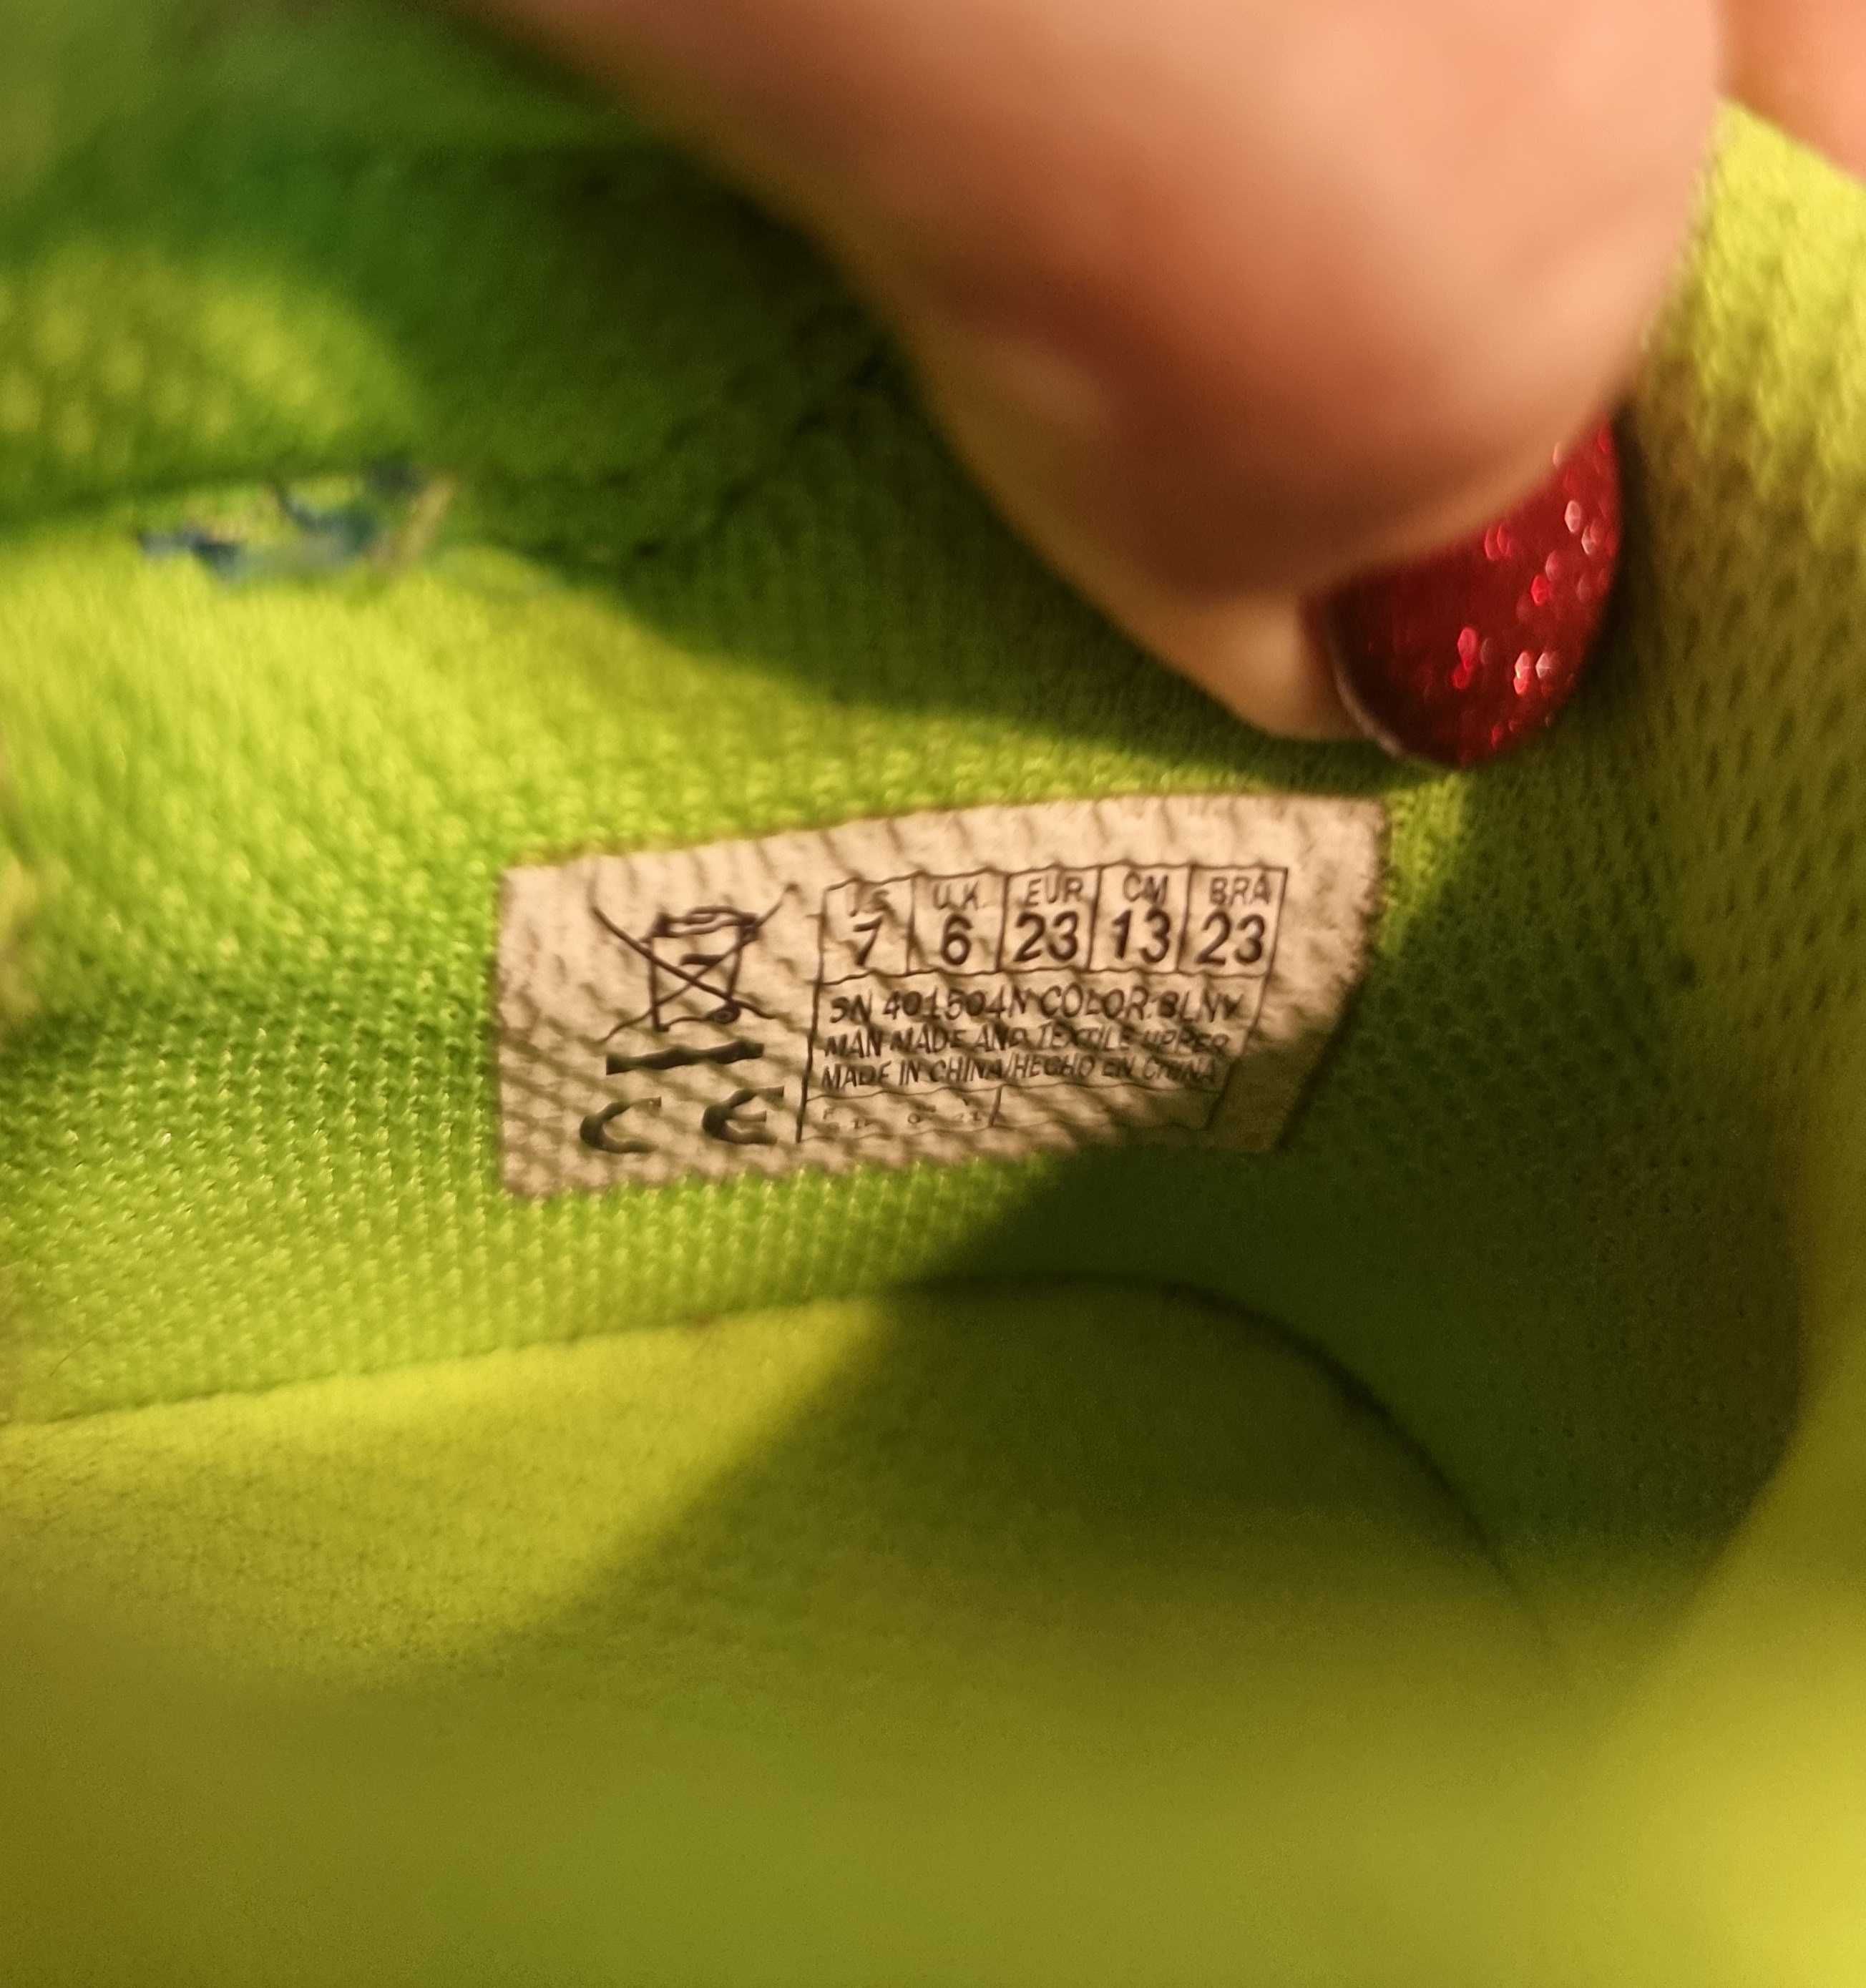 US UK EUR CM BRA
7 6 23 13 23
SN 401504N COLOR:BLNV
MAN MADE AND TEXTILE UPPER
MADE IN CHINA/HECHO EN CHINA
CE